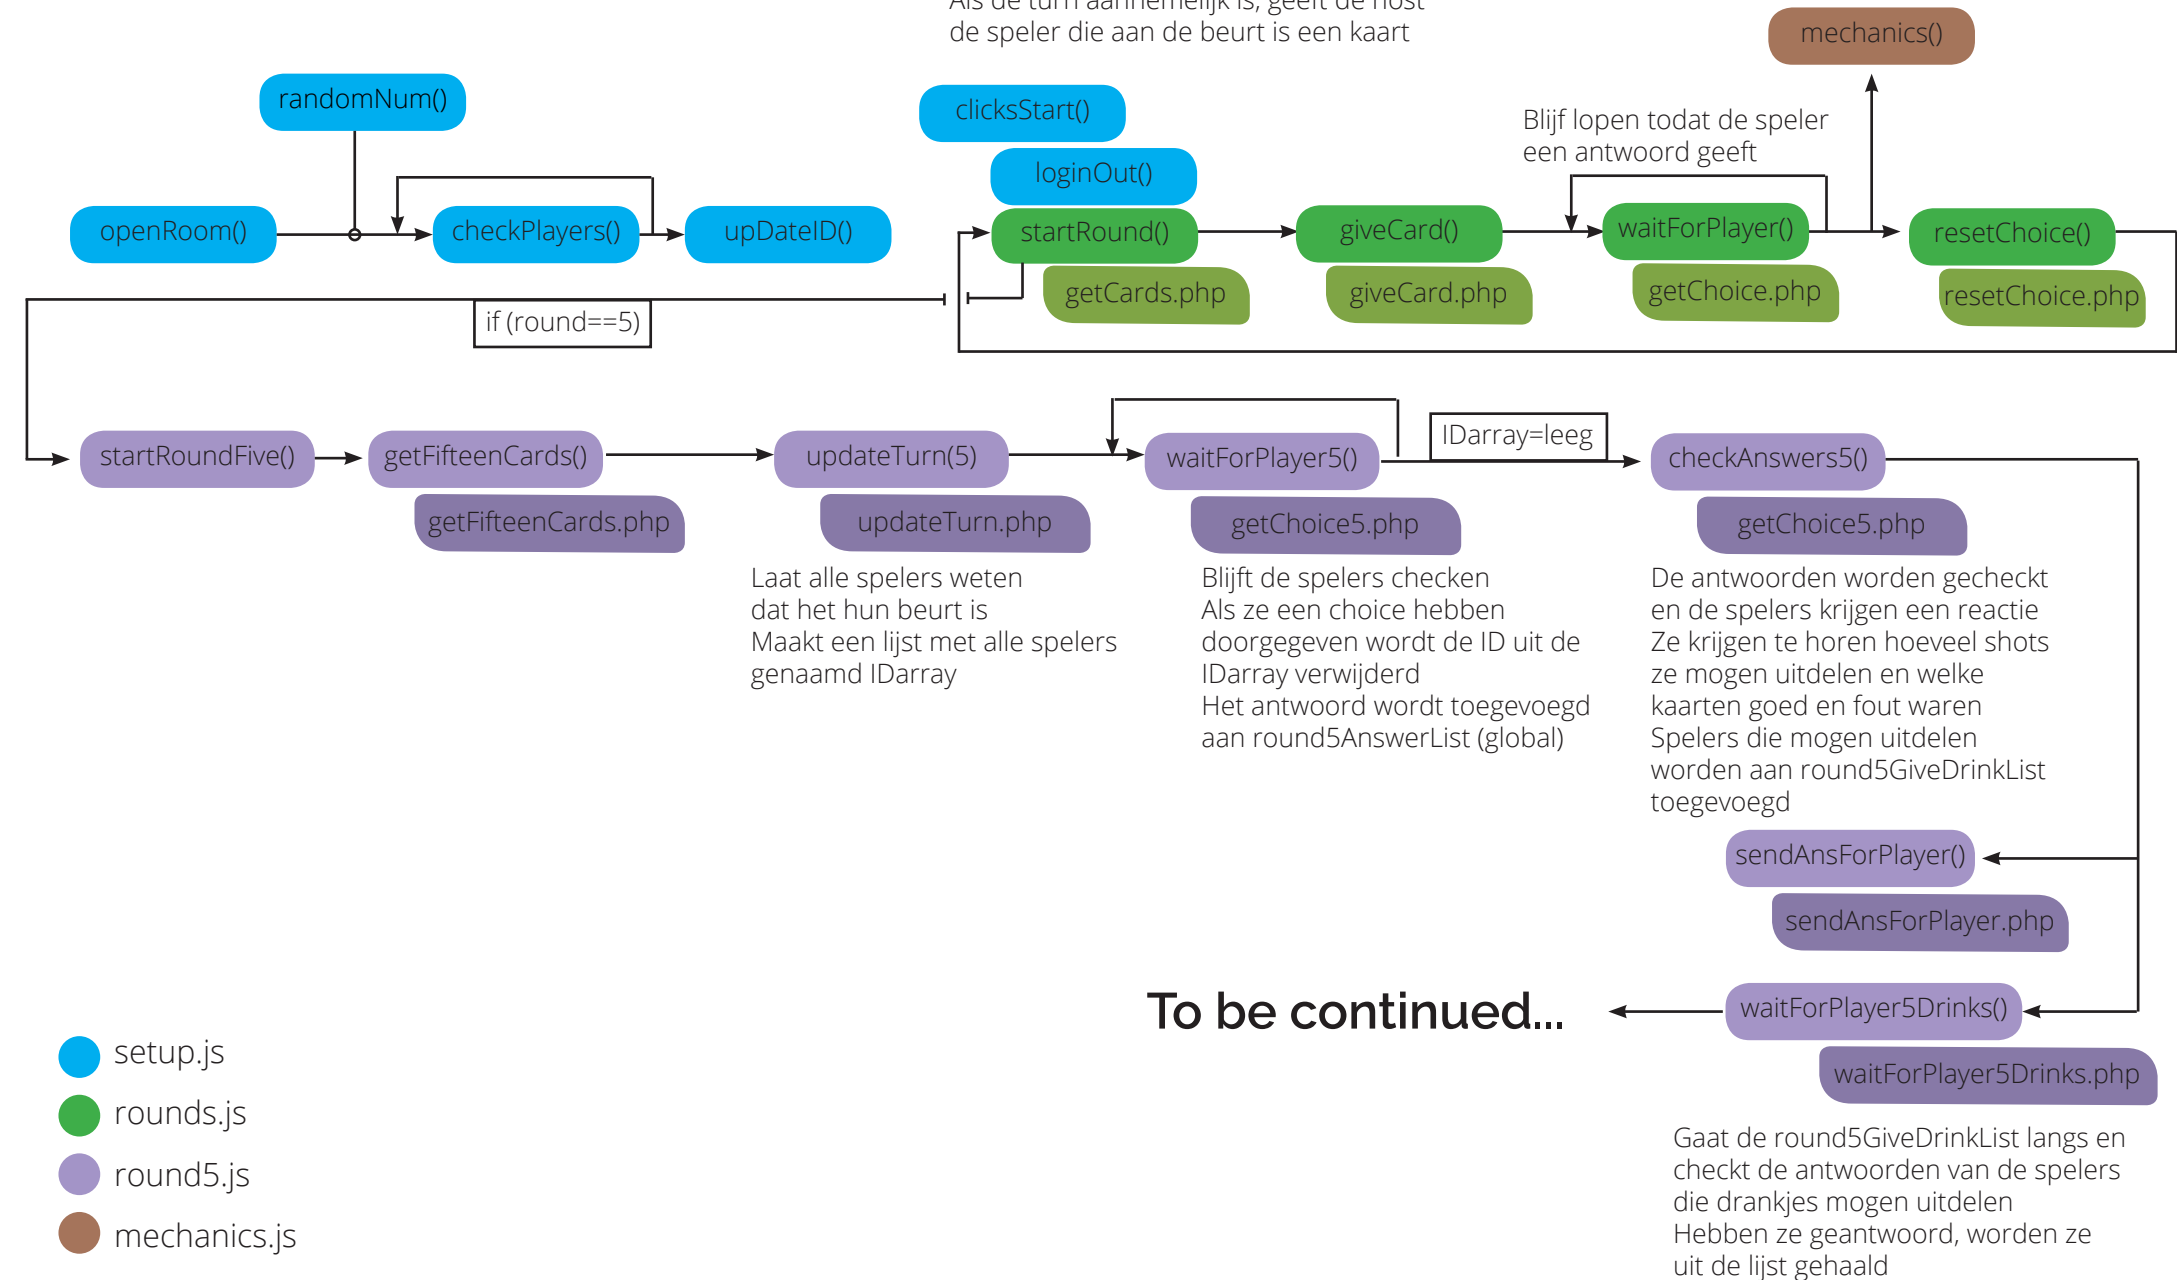 Als de turn aannemelijk is, geeft de host
de speler die aan de beurt is een kaart
mechanics()
randomNum()
clicksStart()
Blijf lopen todat de speler
een antwoord geeft
loginOut()
openRoom()
checkPlayers()
upDateID()
startRound()
giveCard()
waitForPlayer()
resetChoice()
getCards.php
giveCard.php
getChoice.php
resetChoice.php
if (round==5)
IDarray=leeg
startRoundFive()
getFifteenCards()
updateTurn(5)
waitForPlayer5()
checkAnswers5()
getFifteenCards.php
updateTurn.php
getChoice5.php
getChoice5.php
Laat alle spelers weten
dat het hun beurt is
Maakt een lijst met alle spelers
genaamd IDarray
Blijft de spelers checken
Als ze een choice hebben
doorgegeven wordt de ID uit de
IDarray verwijderd
Het antwoord wordt toegevoegd
aan round5AnswerList (global)
De antwoorden worden gecheckt
en de spelers krijgen een reactie
Ze krijgen te horen hoeveel shots
ze mogen uitdelen en welke
kaarten goed en fout waren
Spelers die mogen uitdelen
worden aan round5GiveDrinkList
toegevoegd
sendAnsForPlayer()
sendAnsForPlayer.php
To be continued...
waitForPlayer5Drinks()
waitForPlayer5Drinks.php
Gaat de round5GiveDrinkList langs en
checkt de antwoorden van de spelers
die drankjes mogen uitdelen
Hebben ze geantwoord, worden ze
uit de lijst gehaald
setup.js
rounds.js
round5.js
mechanics.js